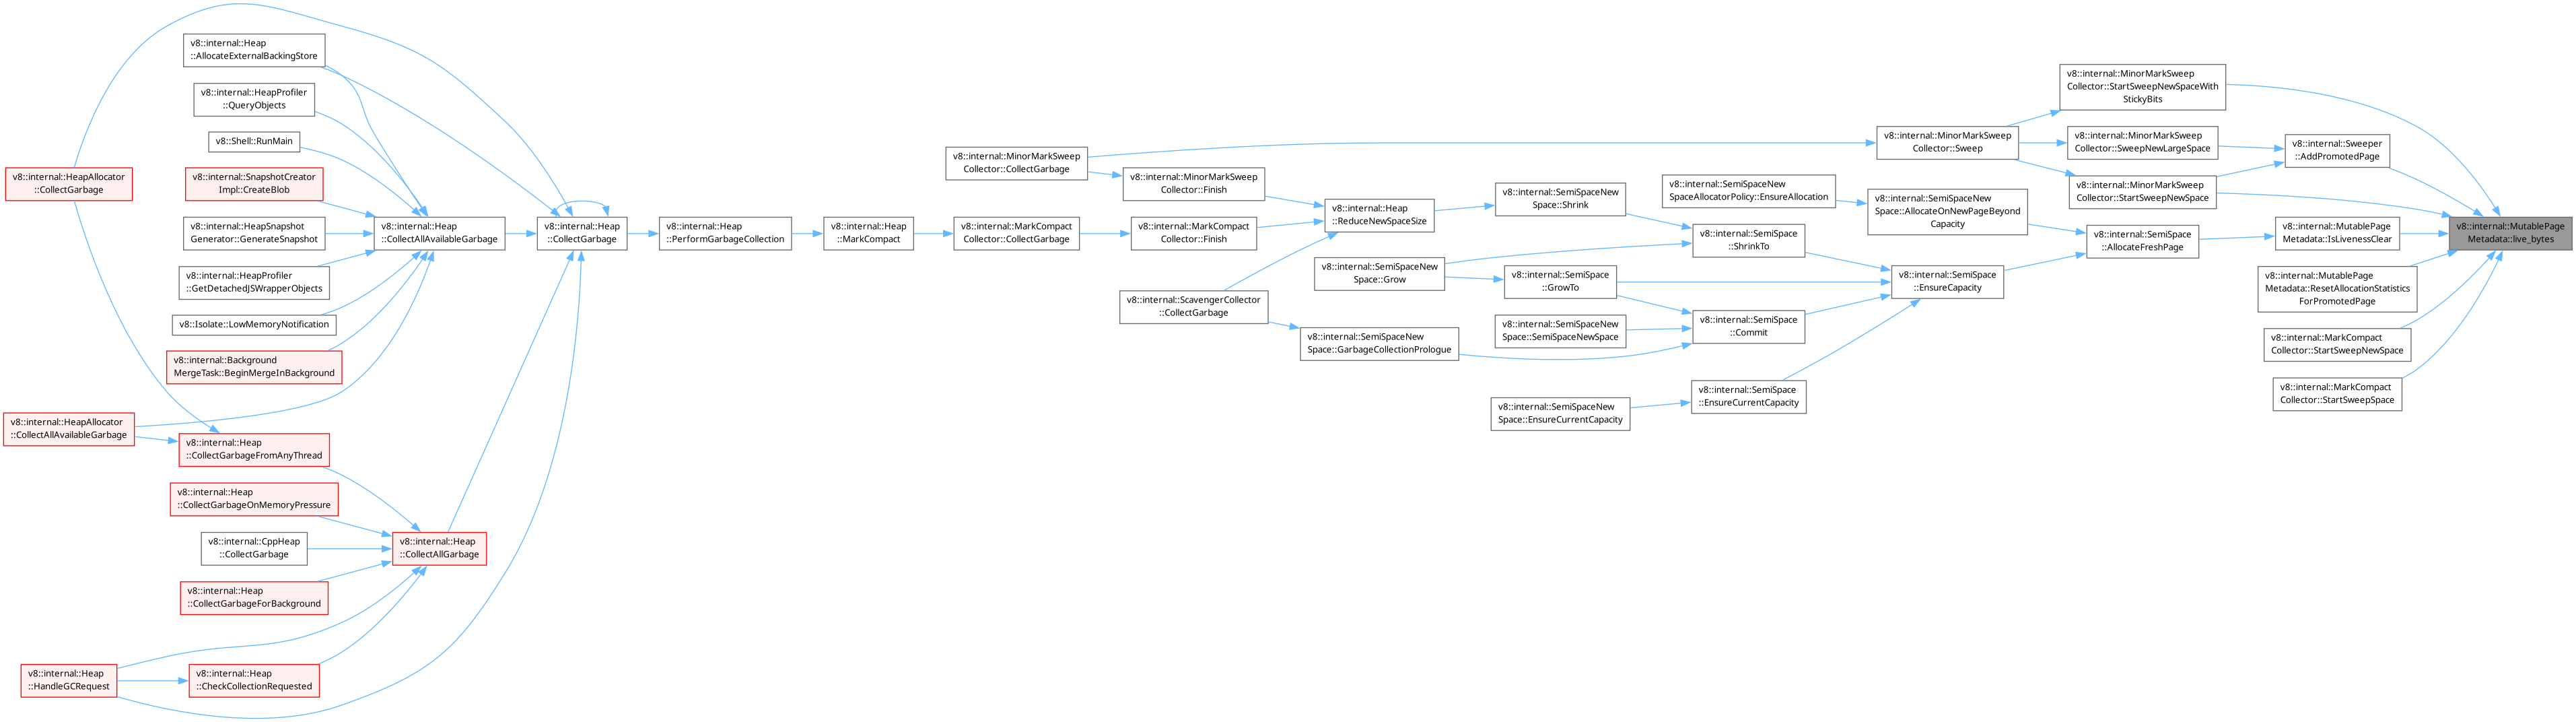 v8::internal::Heap
::AllocateExternalBackingStore
v8::internal::HeapProfiler
::QueryObjects
v8::Shell::RunMain
v8::internal::HeapAllocator
::CollectGarbage
v8::internal::SnapshotCreator
Impl::CreateBlob
v8::internal::HeapSnapshot
Generator::GenerateSnapshot
v8::internal::HeapProfiler
::GetDetachedJSWrapperObjects
v8::Isolate::LowMemoryNotification
v8::internal::Background
MergeTask::BeginMergeInBackground
v8::internal::HeapAllocator
::CollectAllAvailableGarbage
v8::internal::Heap
::CollectGarbageFromAnyThread
v8::internal::Heap
::CollectGarbageOnMemoryPressure
v8::internal::CppHeap
::CollectGarbage
v8::internal::Heap
::CollectGarbageForBackground
v8::internal::Heap
::HandleGCRequest
v8::internal::Heap
::CheckCollectionRequested
v8::internal::Heap
::CollectAllAvailableGarbage
v8::internal::Heap
::CollectAllGarbage
v8::internal::Heap
::CollectGarbage
v8::internal::Heap
::PerformGarbageCollection
v8::internal::Heap
::MarkCompact
v8::internal::MinorMarkSweep
Collector::CollectGarbage
v8::internal::MarkCompact
Collector::CollectGarbage
v8::internal::MinorMarkSweep
Collector::Finish
v8::internal::MarkCompact
Collector::Finish
v8::internal::ScavengerCollector
::CollectGarbage
v8::internal::Heap
::ReduceNewSpaceSize
v8::internal::SemiSpaceNew
Space::Grow
v8::internal::SemiSpaceNew
Space::GarbageCollectionPrologue
v8::internal::SemiSpaceNew
Space::Shrink
v8::internal::SemiSpace
::GrowTo
v8::internal::SemiSpaceNew
Space::SemiSpaceNewSpace
v8::internal::SemiSpaceNew
Space::EnsureCurrentCapacity
v8::internal::SemiSpaceNew
SpaceAllocatorPolicy::EnsureAllocation
v8::internal::SemiSpace
::ShrinkTo
v8::internal::SemiSpace
::Commit
v8::internal::SemiSpace
::EnsureCurrentCapacity
v8::internal::MinorMarkSweep
Collector::Sweep
v8::internal::SemiSpaceNew
Space::AllocateOnNewPageBeyond
Capacity
v8::internal::SemiSpace
::EnsureCapacity
v8::internal::MinorMarkSweep
Collector::StartSweepNewSpaceWith
StickyBits
v8::internal::MinorMarkSweep
Collector::SweepNewLargeSpace
v8::internal::MinorMarkSweep
Collector::StartSweepNewSpace
v8::internal::SemiSpace
::AllocateFreshPage
v8::internal::Sweeper
::AddPromotedPage
v8::internal::MutablePage
Metadata::IsLivenessClear
v8::internal::MutablePage
Metadata::ResetAllocationStatistics
ForPromotedPage
v8::internal::MarkCompact
Collector::StartSweepNewSpace
v8::internal::MarkCompact
Collector::StartSweepSpace
v8::internal::MutablePage
Metadata::live_bytes